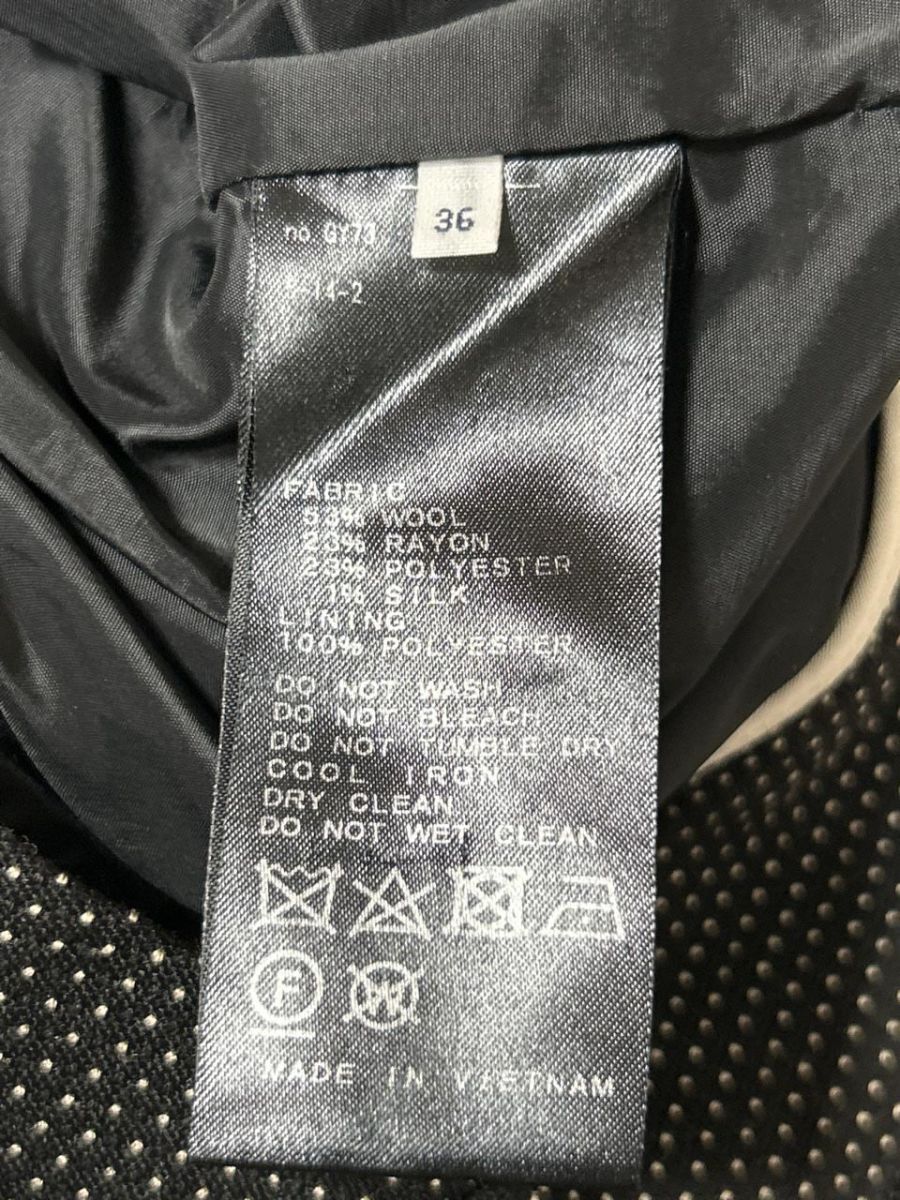 36
no.GY73
FABRIC
53% WOOL
23% RAYON
23% POLYESTER
1% SILK
LINING
100% POLYESTER
DO NOT WASH
DO NOT BLEACH
DO NOT TUMBLE DRY
COOL IRON
DRY CLEAN
DO NOT WET CLEAN
F W
MADE IN VIETNAM